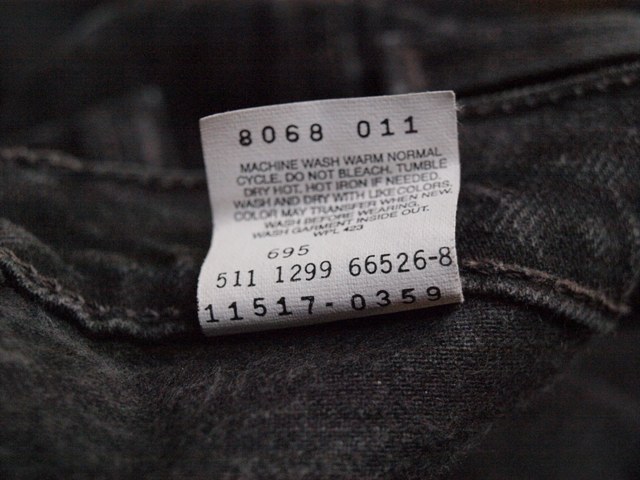 8068 011
MACHINE WASH WARM NORMAL
CYCLE. DO NOT BLEACH. TUMBLE
DRY HOT, HOT IRON IF NEEDED.
WASH AND DRY WITH LIKE COLORS,
COLOR MAY TRANSFER WHEN NEW.
WASH BEFORE WEARING.
WASH GARMENT INSIDE OUT.
WPL 423
695
511 1299 66526-8
11517-0359